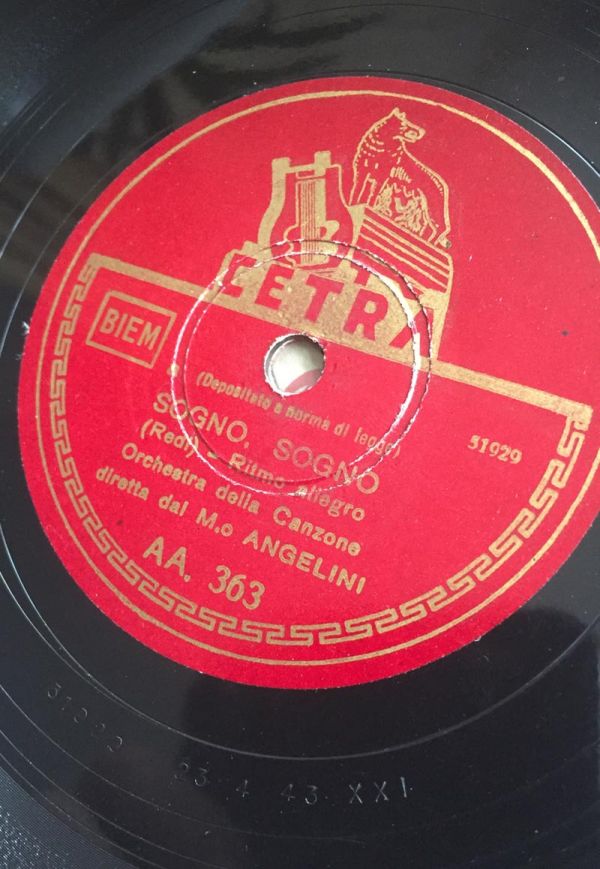 CETRA
BIEM
(Depositato a norma di legge)
51929
SOGNO, SOGNO
(Redi) - Ritmo allegro
Orchestra della Canzone
diretta dal M.o ANGELINI
AA. 363
23 4 43 XXI